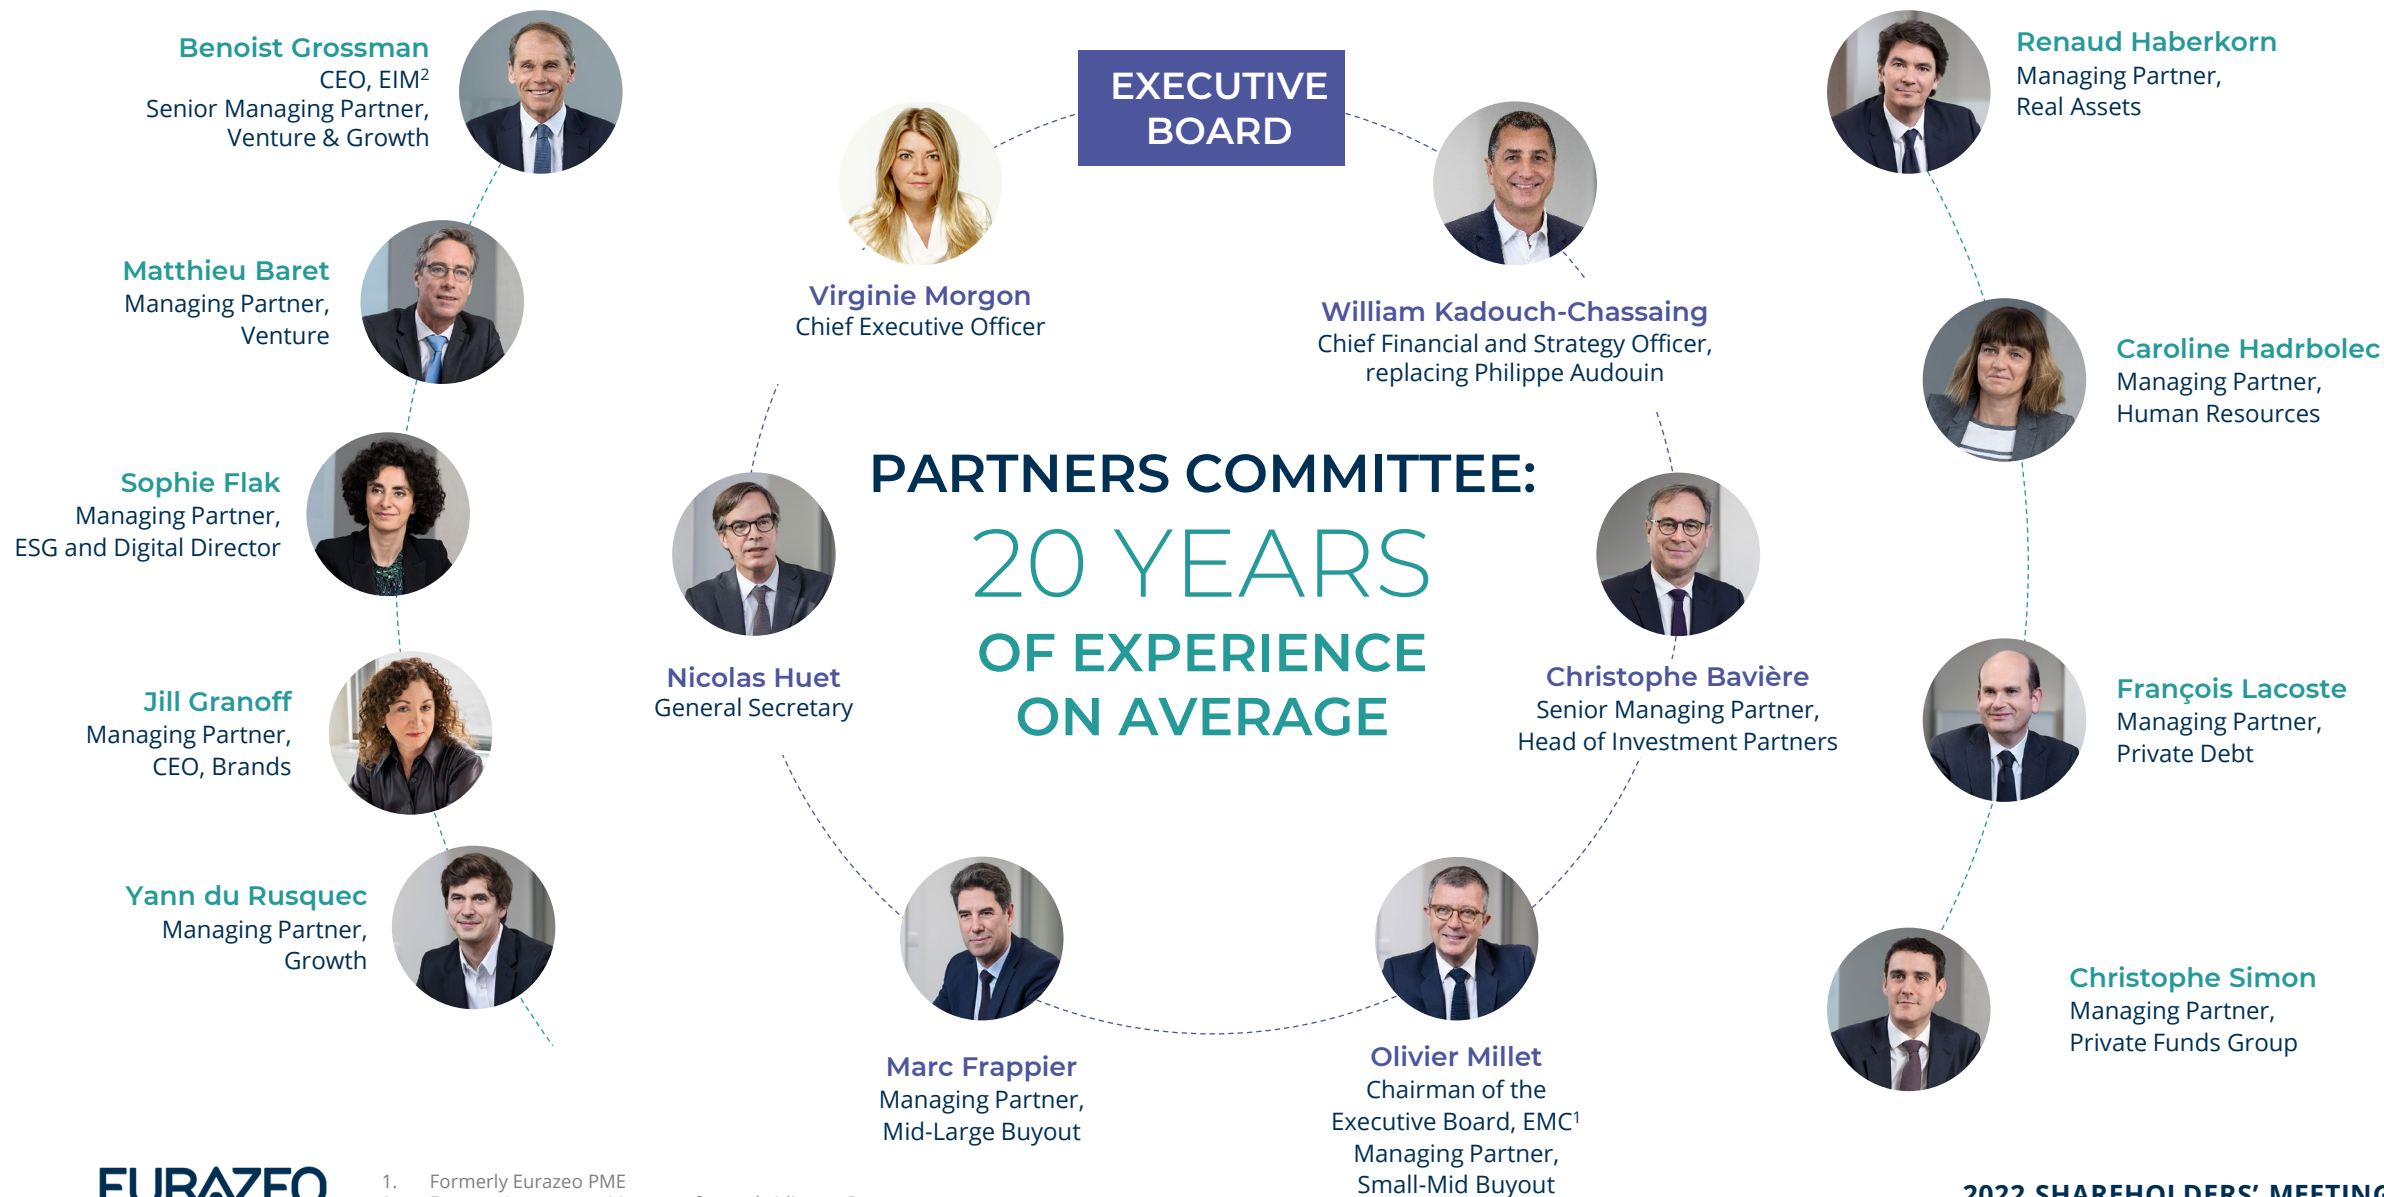 Benoist Grossman
CEO, EIM2
Senior Managing Partner,
Venture & Growth
Matthieu Baret
Managing Partner,
Venture
Sophie Flak
Managing Partner,
ESG and Digital Director
Jill Granoff
Managing Partner,
CEO, Brands
Yann du Rusquec
Managing Partner,
Growth
EXECUTIVE
BOARD
Virginie Morgon
Chief Executive Officer
William Kadouch-Chassaing
Chief Financial and Strategy Officer,
replacing Philippe Audouin
PARTNERS COMMITTEE:
20 YEARS
OF EXPERIENCE
ON AVERAGE
Nicolas Huet
General Secretary
Christophe Bavière
Senior Managing Partner,
Head of Investment Partners
Marc Frappier
Managing Partner,
Mid-Large Buyout
Olivier Millet
Chairman of the
Executive Board, EMC1
Managing Partner,
Small-Mid Buyout
Renaud Haberkorn
Managing Partner,
Real Assets
Caroline Hadrbolec
Managing Partner,
Human Resources
François Lacoste
Managing Partner,
Private Debt
Christophe Simon
Managing Partner,
Private Funds Group
EURAZEO
1. Formerly Eurazeo PME
2022 SHAREHOLDERS' MEETING